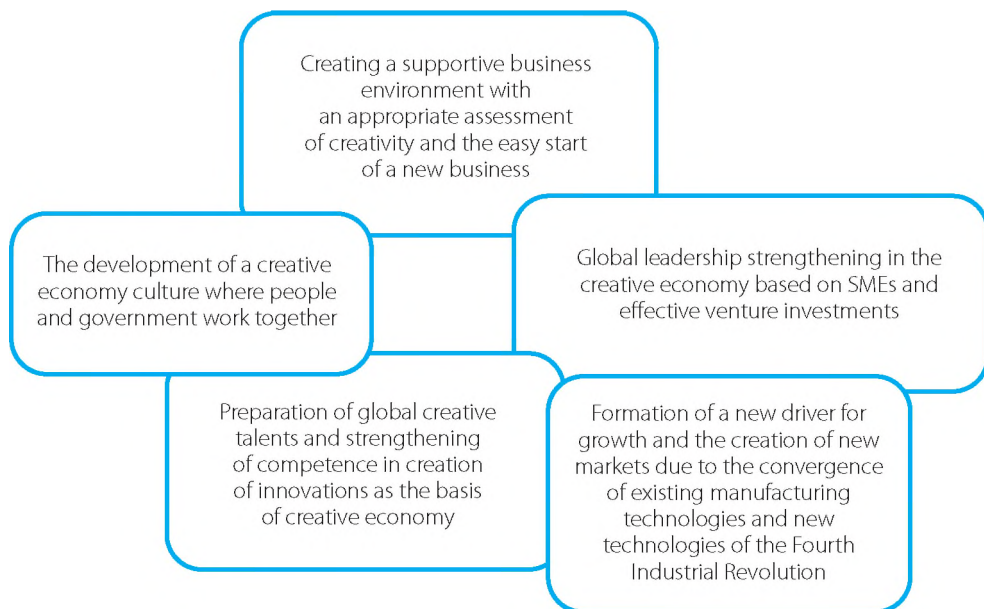 Creating a supportive business
environment with
an appropriate assessment
of creativity and the easy start
of a new business
The development of a creative
economy culture where people
and government work together
Global leadership strengthening in the
creative economy based on SMEs and
effective venture investments
Preparation of global creative
talents and strengthening
of competence in creation
of innovations as the basis
of creative economy
Formation of a new driver for
growth and the creation of new
markets due to the convergence
of existing manufacturing
technologies and new
technologies of the Fourth
Industrial Revolution